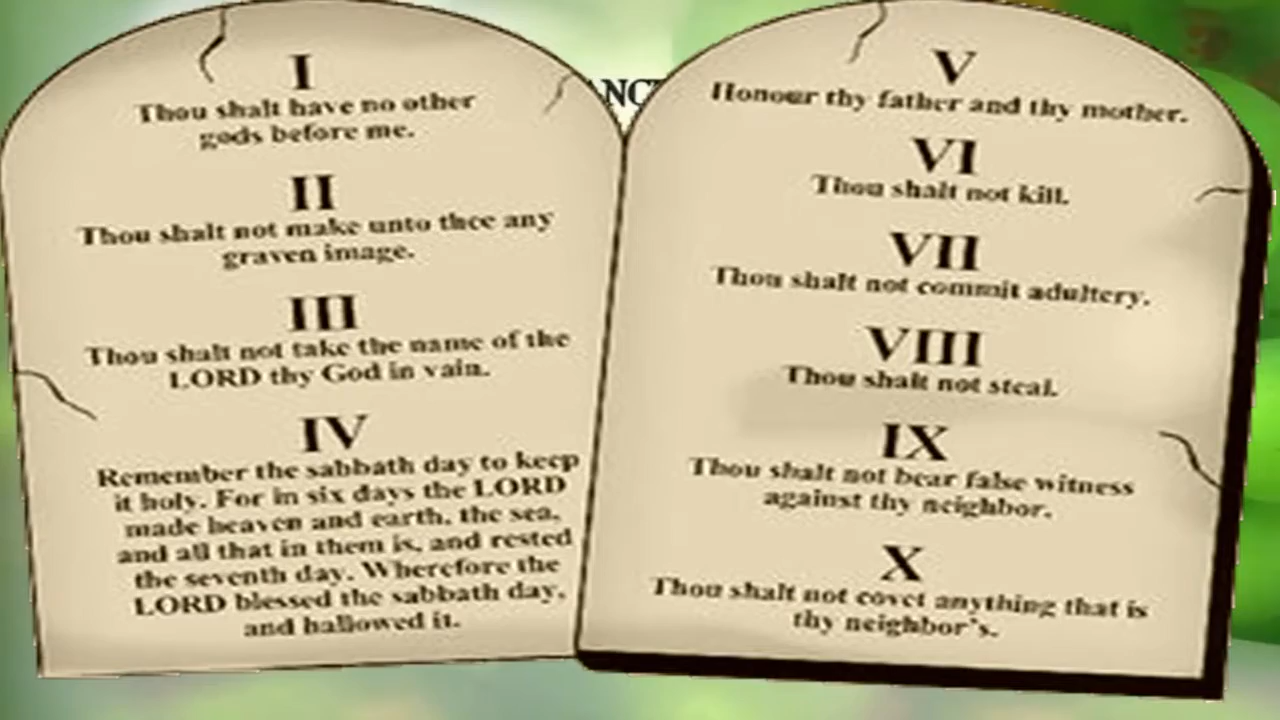 I
Thou shalt have no other
gods before me.
II
Thou shalt not make unto thee any
graven image.
III
Thou shalt not take the name of the
LORD thy God in vain.
IV
Remember the sabbath day to keep
it holy. For in six days the LORD
made heaven and earth, the sea,
and all that in them is, and rested
the seventh day. Wherefore the
LORD blessed the sabbath day,
and hallowed it.
V
Honour thy father and thy mother.
VI
Thou shalt not kill.
VII
Thou shalt not commit adultery.
VIII
Thou shalt not steal.
IX
Thou shalt not bear false witness
against thy neighbor.
X
Thou shalt not covet anything that is
thy neighbor's.